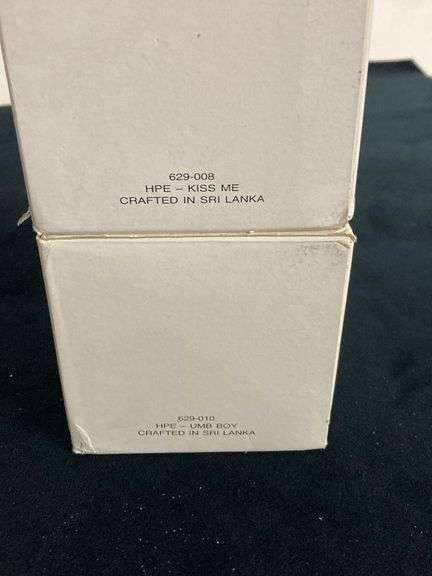 629-008
HPE – KISS ME
CRAFTED IN SRI LANKA
629-010
HPE – UMB BOY
CRAFTED IN SRI LANKA